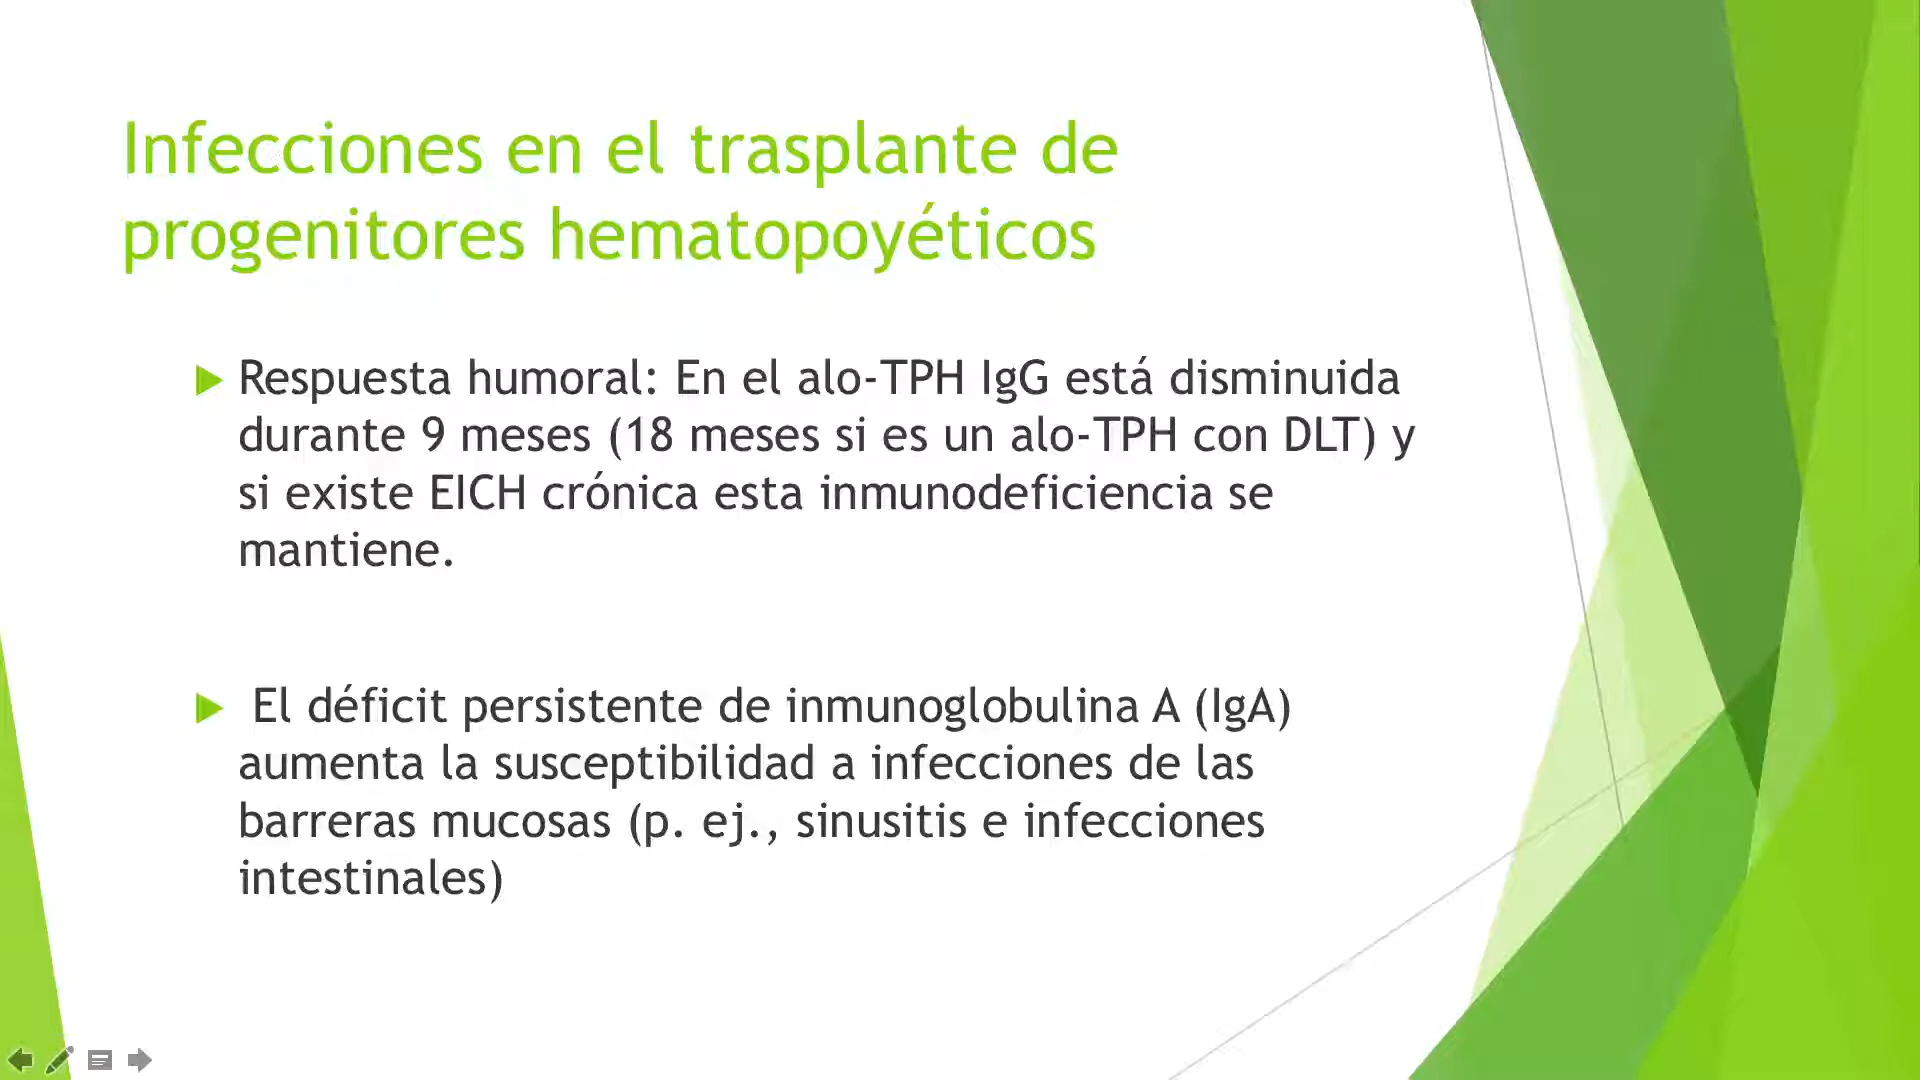 Infecciones en el trasplante de
progenitores hematopoyéticos
Respuesta humoral: En el alo-TPH IgG está disminuida
durante 9 meses (18 meses si es un alo-TPH con DLT) y
si existe EICH crónica esta inmunodeficiencia se
mantiene.
El déficit persistente de inmunoglobulina A (IgA)
aumenta la susceptibilidad a infecciones de las
barreras mucosas (p. ej., sinusitis e infecciones
intestinales)